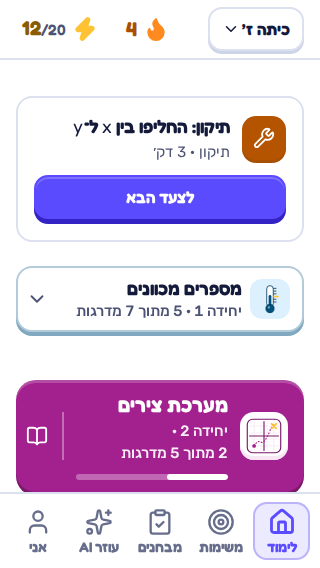 כיתה ז׳
4
12/20
תיקון: החליפו בין x ל־y
תיקון • 3 דק׳
לצעד הבא
מספרים מכוונים
יחידה 1 • 5 מתוך 7 מדרגות
מערכת צירים
יחידה 2 •
2 מתוך 5 מדרגות
לימוד
משימות
מבחנים
עוזר AI
אני